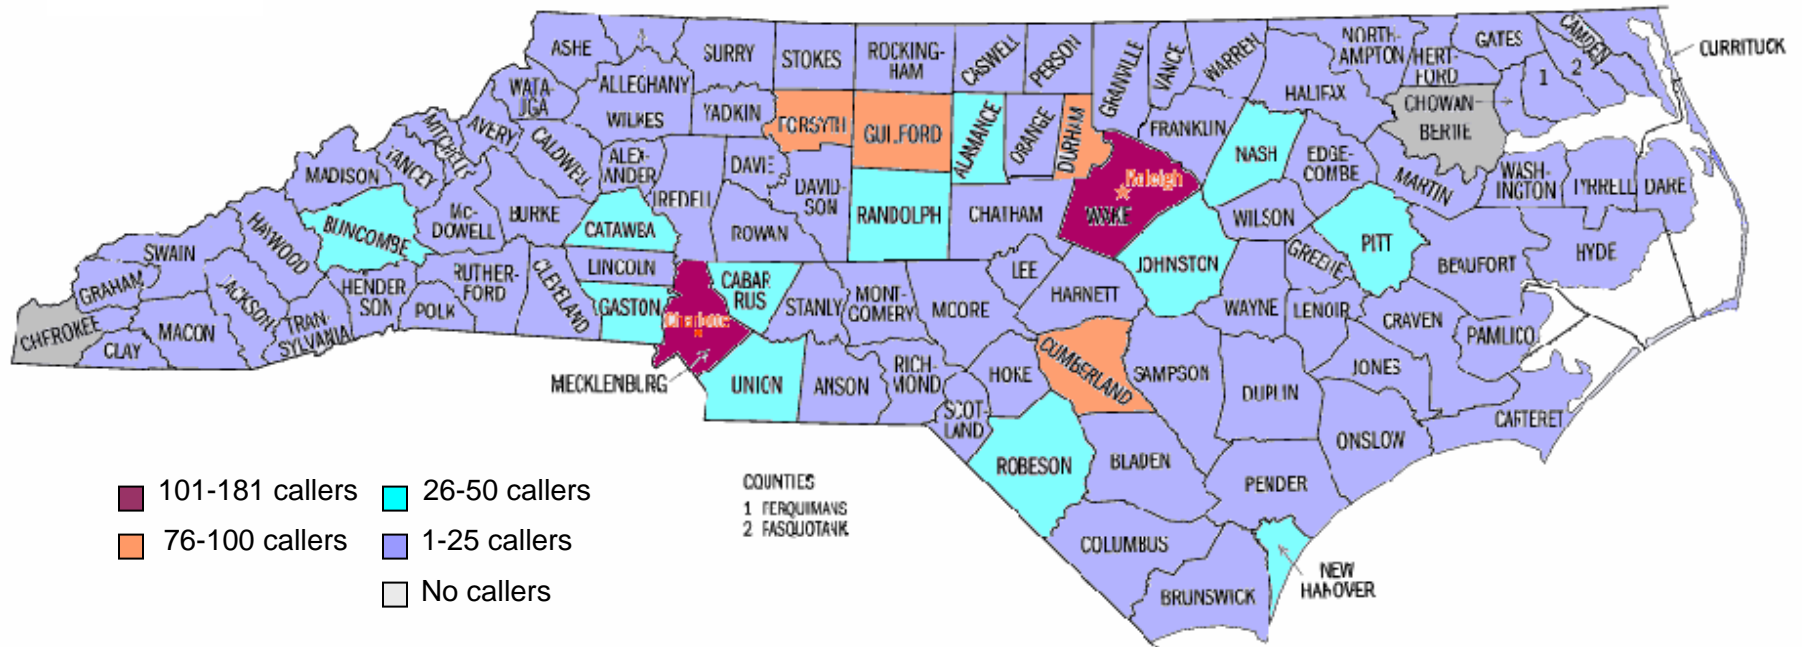 ASHE
SURRY
STOKES
ROCKING-
HAM
CASWELL
PERSON
GRANVILLE
VANCE
WARREN
NORTH-
AMPTON
HERT-
FORD
GATES
CAMDEN
CURRITUCK
1
2
WATA-
UGA
ALLEGHANY
WILKES
YADKIN
FORSYTH
GUILFORD
ALAMANCE
ORANGE
DURHAM
FRANKLIN
HALIFAX
NASH
EDGE-
COMBE
CHOWAN
BERTIE
MARTIN
WASH-
INGTON
TYRRELL
DARE
MITCHELL
AVERY
CALDWELL
ALEX-
ANDER
IREDELL
DAVIE
DAVID-
SON
RANDOLPH
CHATHAM
Raleigh
WAKE
WILSON
PITT
BEAUFORT
HYDE
MADISON
YANCEY
Mc-
DOWELL
BURKE
CATAWBA
ROWAN
JOHNSTON
GREENE
SWAIN
HAYWOOD
BUNCOMBE
GRAHAM
JACKSON
HENDER
SON
RUTHER-
FORD
POLK
CLEVELAND
LINCOLN
GASTON
CABAR
RUS
STANLY
MONT-
GOMERY
MOORE
LEE
HARNETT
WAYNE
LENOIR
CRAVEN
PAMLICO
CHEROKEE
CLAY
MACON
TRAN-
SYLVANIA
Charlotte
MECKLENBURG
UNION
ANSON
RICH-
MOND
SCOT-
LAND
HOKE
CUMBERLAND
SAMPSON
DUPLIN
JONES
CARTERET
ONSLOW
ROBESON
BLADEN
PENDER
COLUMBUS
BRUNSWICK
NEW
HANOVER
101-181 callers
26-50 callers
76-100 callers
1-25 callers
No callers
COUNTIES
1 PERQUIMANS
2 PASQUOTANK